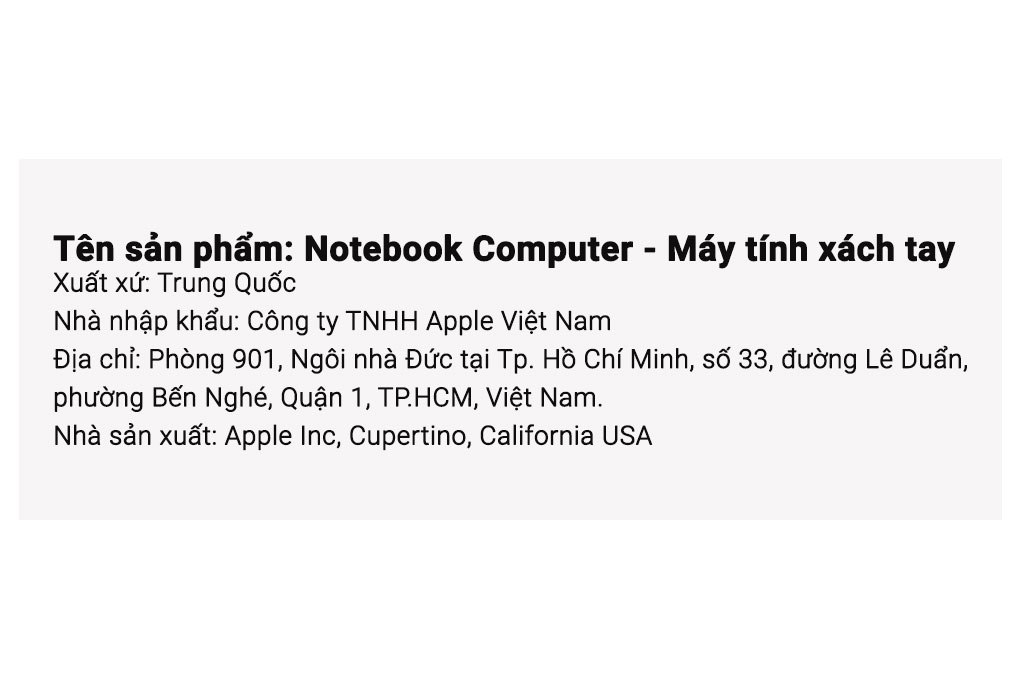 Tên sản phẩm: Notebook Computer - Máy tính xách tay
Xuất xứ: Trung Quốc
Nhà nhập khẩu: Công ty TNHH Apple Việt Nam
Địa chỉ: Phòng 901, Ngôi nhà Đức tại Tp. Hồ Chí Minh, số 33, đường Lê Duẩn,
phường Bến Nghé, Quận 1, TP.HCM, Việt Nam.
Nhà sản xuất: Apple Inc, Cupertino, California USA